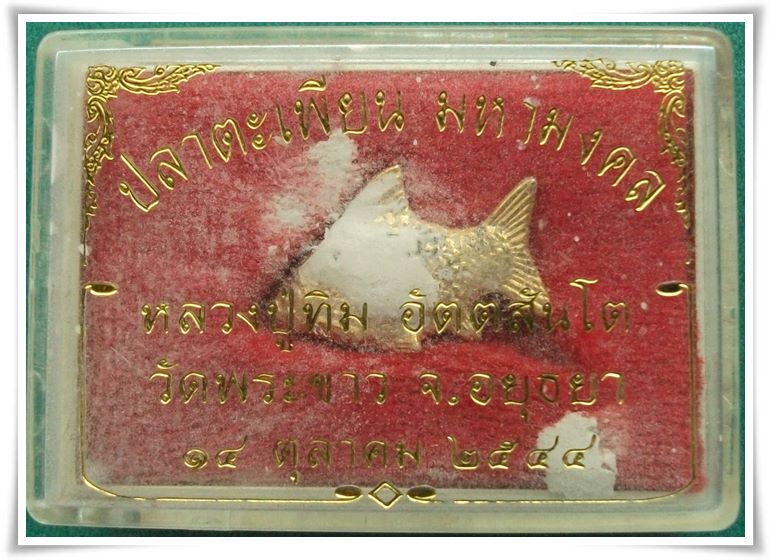 ปลาตะเพียน มหามงคล
หลวงปู่ทิม อัตตสันโต
วัดพระขาว จ.อยุธยา
๑๔ ตุลาคม ๒๕๔๔